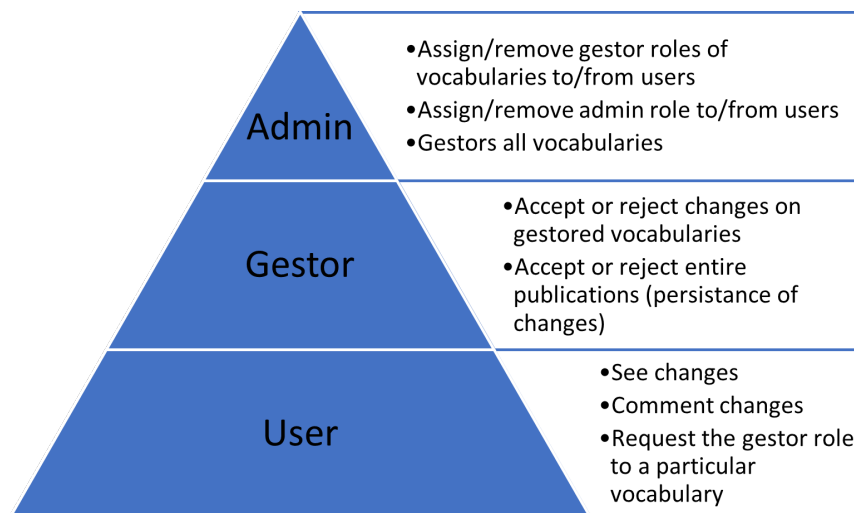 Admin
•Assign/remove gestor roles of
vocabularies to/from users
•Assign/remove admin role to/from users
•Gestors all vocabularies
Gestor
•Accept or reject changes on
gestored vocabularies
•Accept or reject entire
publications (persistance of
changes)
User
•See changes
•Comment changes
•Request the gestor role
to a particular
vocabulary